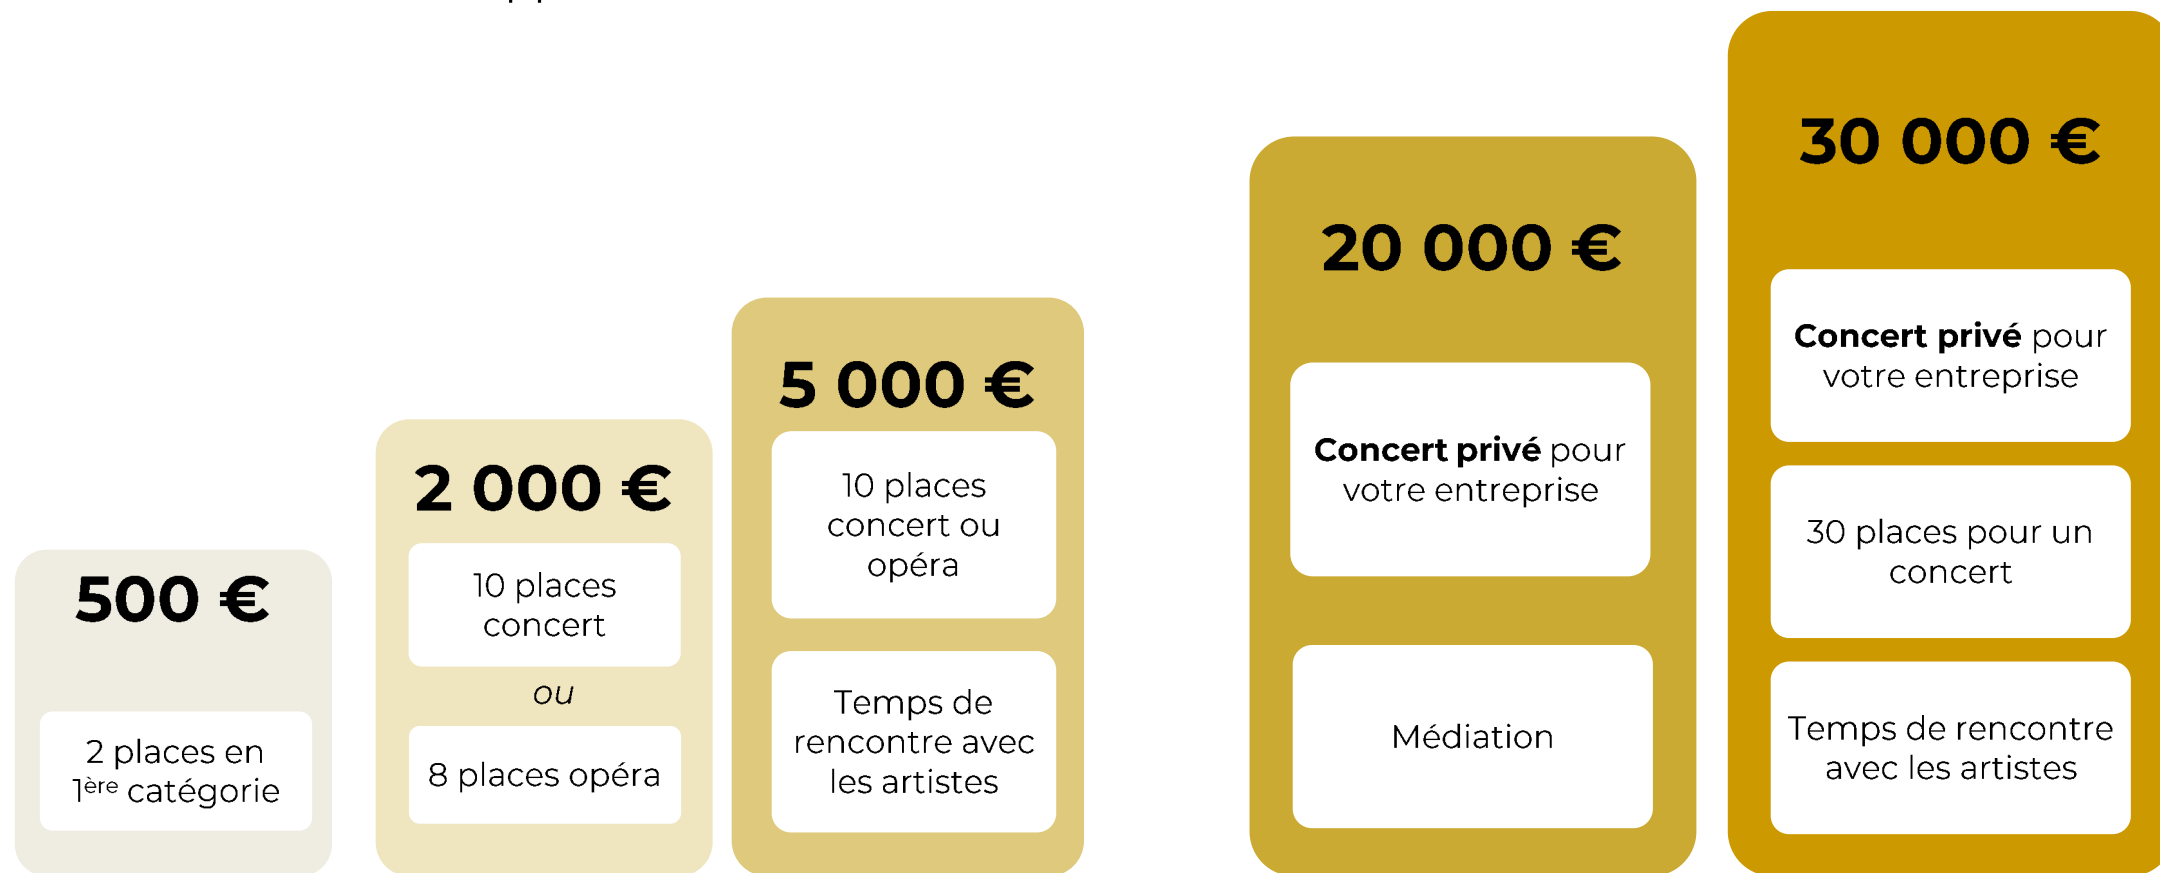 500 €
2 places en
1ère catégorie
2 000 €
10 places
concert
ou
8 places opéra
5 000 €
10 places
concert ou
opéra
Temps de
rencontre avec
les artistes
20 000 €
Concert privé pour
votre entreprise
Médiation
30 000 €
Concert privé pour
votre entreprise
30 places pour un
concert
Temps de rencontre
avec les artistes